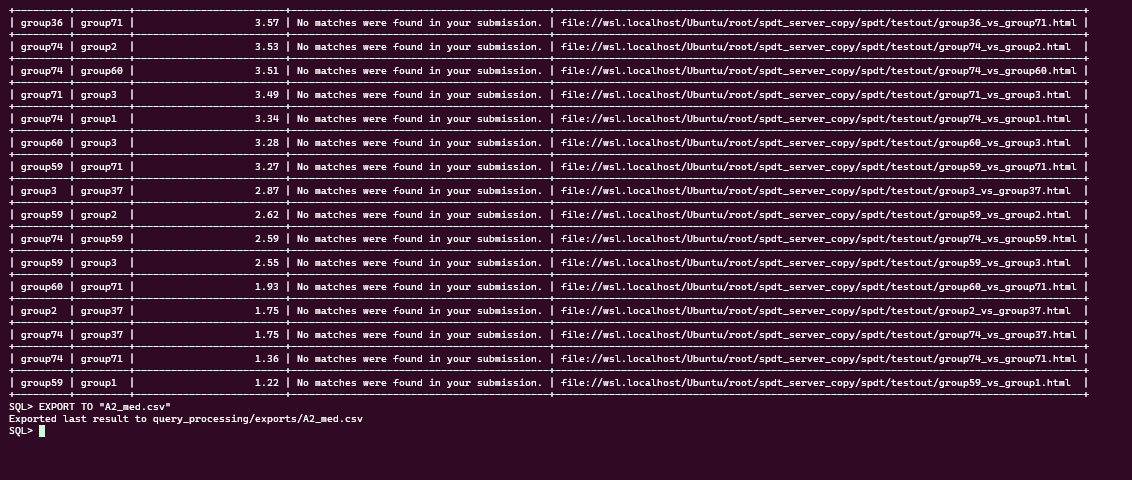 | group36 | group71 | 3.57 | No matches were found in your submission. | file://wsl.localhost/Ubuntu/root/spdt_server_copy/spdt/testout/group36_vs_group71.html |
| group74 | group2 | 3.53 | No matches were found in your submission. | file://wsl.localhost/Ubuntu/root/spdt_server_copy/spdt/testout/group74_vs_group2.html |
| group74 | group60 | 3.51 | No matches were found in your submission. | file://wsl.localhost/Ubuntu/root/spdt_server_copy/spdt/testout/group74_vs_group60.html |
| group71 | group3 | 3.49 | No matches were found in your submission. | file://wsl.localhost/Ubuntu/root/spdt_server_copy/spdt/testout/group71_vs_group3.html |
| group74 | group1 | 3.34 | No matches were found in your submission. | file://wsl.localhost/Ubuntu/root/spdt_server_copy/spdt/testout/group74_vs_group1.html |
| group60 | group3 | 3.28 | No matches were found in your submission. | file://wsl.localhost/Ubuntu/root/spdt_server_copy/spdt/testout/group60_vs_group3.html |
| group59 | group71 | 3.27 | No matches were found in your submission. | file://wsl.localhost/Ubuntu/root/spdt_server_copy/spdt/testout/group59_vs_group71.html |
| group3 | group37 | 2.87 | No matches were found in your submission. | file://wsl.localhost/Ubuntu/root/spdt_server_copy/spdt/testout/group3_vs_group37.html |
| group59 | group2 | 2.62 | No matches were found in your submission. | file://wsl.localhost/Ubuntu/root/spdt_server_copy/spdt/testout/group59_vs_group2.html |
| group74 | group59 | 2.59 | No matches were found in your submission. | file://wsl.localhost/Ubuntu/root/spdt_server_copy/spdt/testout/group74_vs_group59.html |
| group59 | group3 | 2.55 | No matches were found in your submission. | file://wsl.localhost/Ubuntu/root/spdt_server_copy/spdt/testout/group59_vs_group3.html |
| group60 | group71 | 1.93 | No matches were found in your submission. | file://wsl.localhost/Ubuntu/root/spdt_server_copy/spdt/testout/group60_vs_group71.html |
| group2 | group37 | 1.75 | No matches were found in your submission. | file://wsl.localhost/Ubuntu/root/spdt_server_copy/spdt/testout/group2_vs_group37.html |
| group74 | group37 | 1.75 | No matches were found in your submission. | file://wsl.localhost/Ubuntu/root/spdt_server_copy/spdt/testout/group74_vs_group37.html |
| group74 | group71 | 1.36 | No matches were found in your submission. | file://wsl.localhost/Ubuntu/root/spdt_server_copy/spdt/testout/group74_vs_group71.html |
| group59 | group1 | 1.22 | No matches were found in your submission. | file://wsl.localhost/Ubuntu/root/spdt_server_copy/spdt/testout/group59_vs_group1.html |
SQL> EXPORT TO "A2_med.csv"
Exported last result to query_processing/exports/A2_med.csv
SQL>